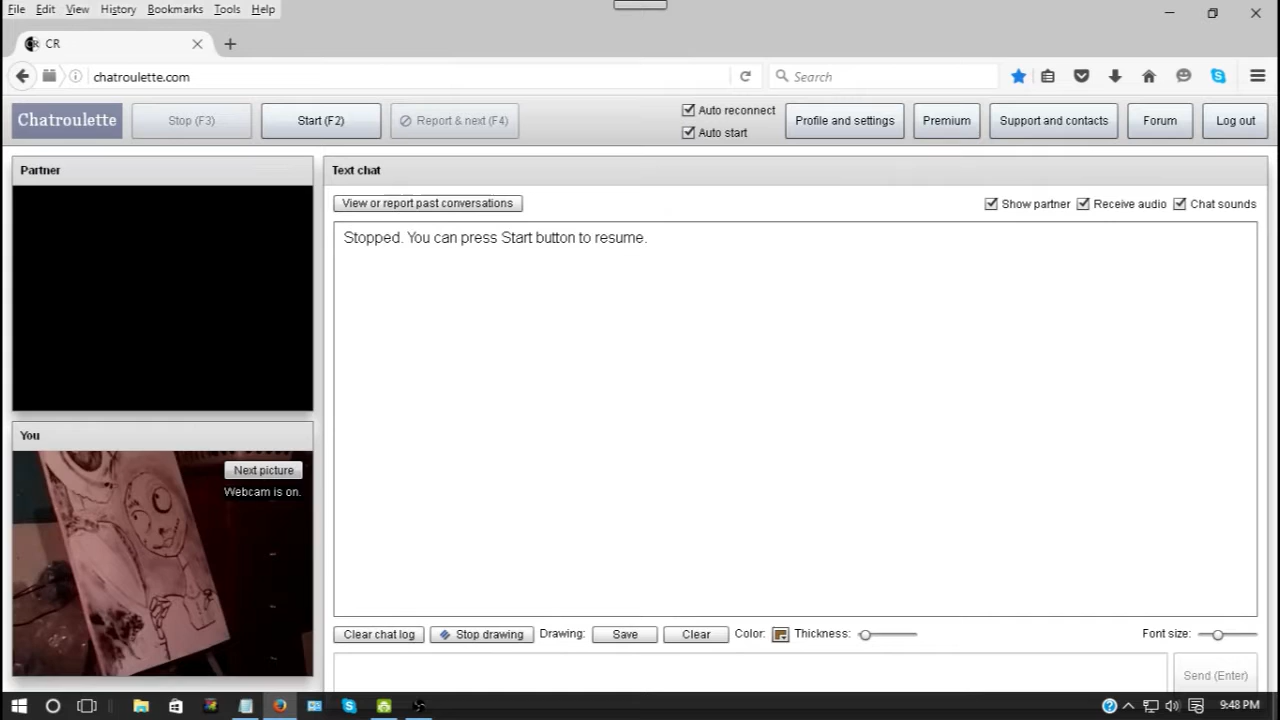 File Edit View History Bookmarks Tools Help
CR CR
chatroulette.com
Search
Chatroulette
Stop (F3)
Start (F2)
Report & next (F4)
Auto reconnect
Auto start
Profile and settings
Premium
Support and contacts
Forum
Log out
Partner
Text chat
View or report past conversations
Show partner
Receive audio
Chat sounds
Stopped. You can press Start button to resume.
You
Next picture
Webcam is on.
Clear chat log
Stop drawing
Drawing:
Save
Clear
Color:
Thickness:
Font size:
Send (Enter)
9:48 PM